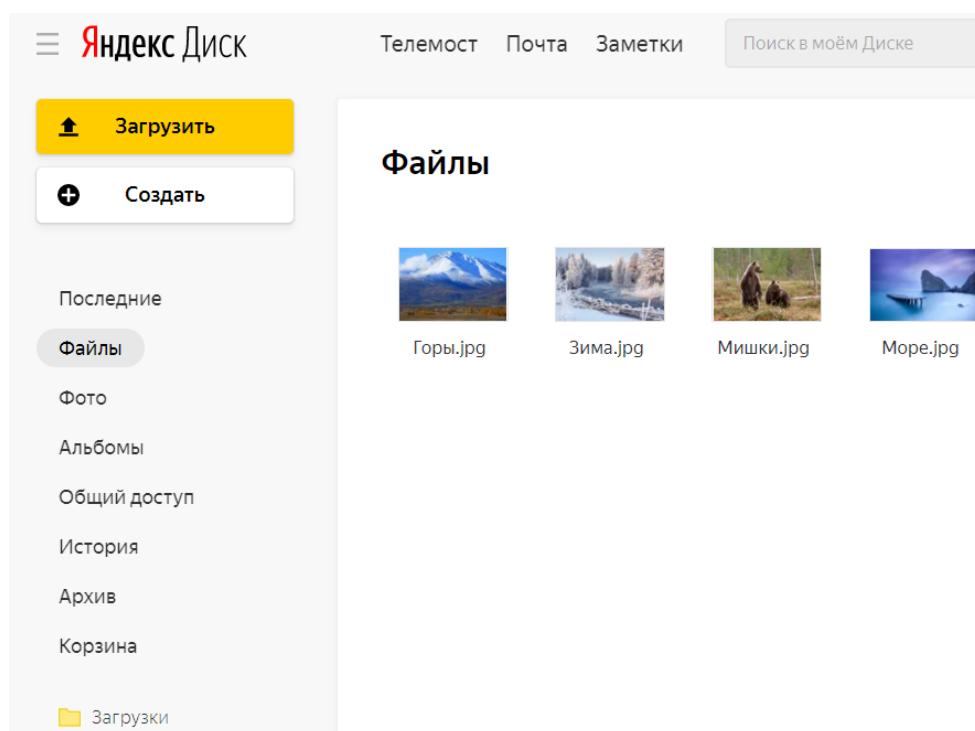 Яндекс Диск
Телемост Почта Заметки
Поиск в моём Диске
Загрузить
Создать
Последние
Файлы
Фото
Альбомы
Общий доступ
История
Архив
Корзина
Загрузки
Файлы
Горы.jpg
Зима.jpg
Мишки.jpg
Море.jpg